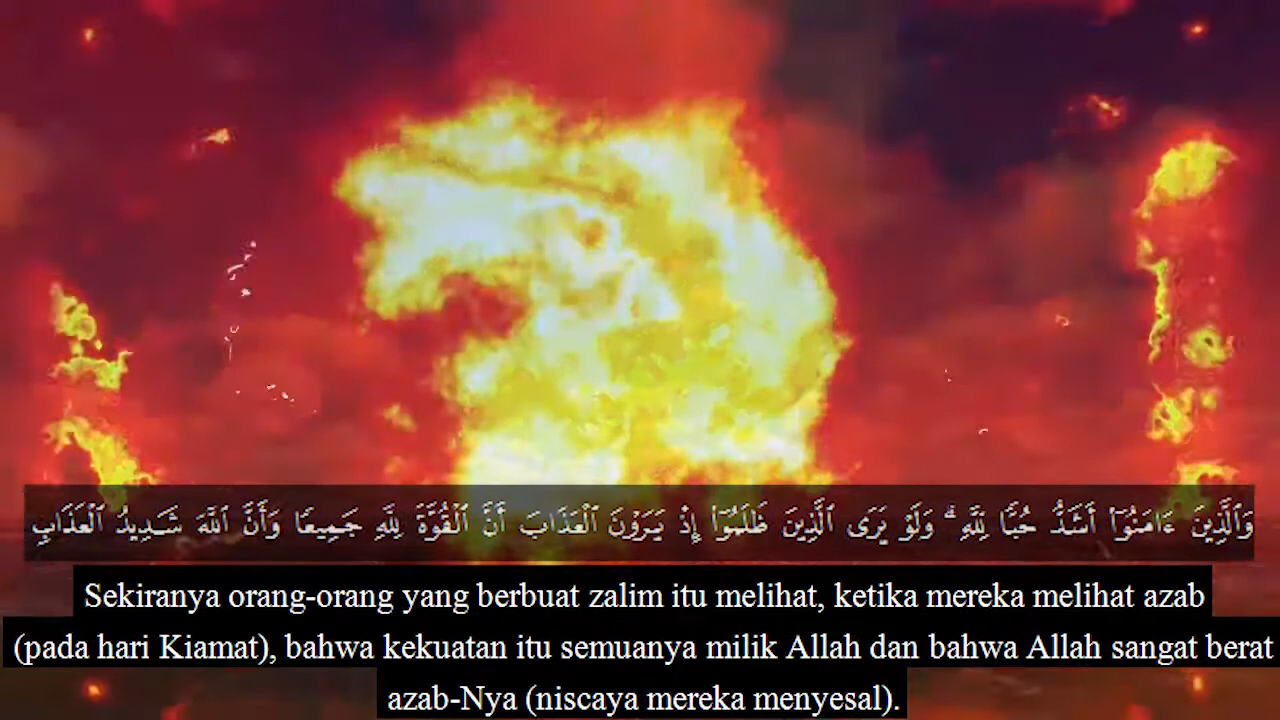 وَٱلَّذِينَ ءَامَنُوٓا۟ أَشَدُّ حُبًّا لِّلَّهِ ۗ وَلَوْ يَرَى ٱلَّذِينَ ظَلَمُوٓا۟ إِذْ يَرَوْنَ ٱلْعَذَابَ أَنَّ ٱلْقُوَّةَ لِلَّهِ جَمِيعًا وَأَنَّ ٱللَّهَ شَدِيدُ ٱلْعَذَابِ
Sekiranya orang-orang yang berbuat zalim itu melihat, ketika mereka melihat azab
(pada hari Kiamat), bahwa kekuatan itu semuanya milik Allah dan bahwa Allah sangat berat
azab-Nya (niscaya mereka menyesal).